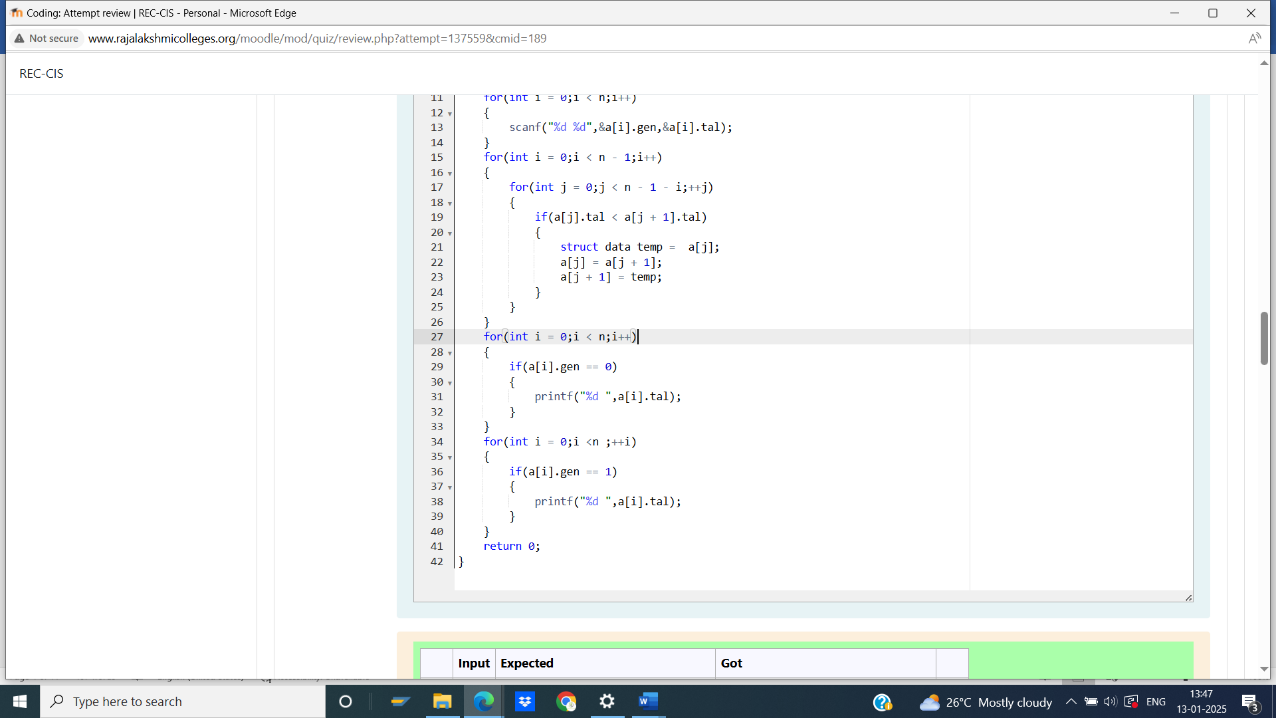 Coding: Attempt review | REC-CIS - Personal - Microsoft Edge
Not secure www.rajalakshmicolleges.org/moodle/mod/quiz/review.php?attempt=137559&cmid=189
REC-CIS
11 for(int i = 0;i < n;i++)
12 {
13 scanf("%d %d",&a[i].gen,&a[i].tal);
14 }
15 for(int i = 0;i < n - 1;i++)
16 {
17 for(int j = 0;j < n - 1 - i;++j)
18 {
19 if(a[j].tal < a[j + 1].tal)
20 {
21 struct data temp =  a[j];
22 a[j] = a[j + 1];
23 a[j + 1] = temp;
24 }
25 }
26 }
27 for(int i = 0;i < n;i++)
28 {
29 if(a[i].gen == 0)
30 {
31 printf("%d ",a[i].tal);
32 }
33 }
34 for(int i = 0;i <n ;++i)
35 {
36 if(a[i].gen == 1)
37 {
38 printf("%d ",a[i].tal);
39 }
40 }
41 return 0;
42 }
Input Expected Got
Type here to search
26°C Mostly cloudy ENG 13:47
13-01-2025
3